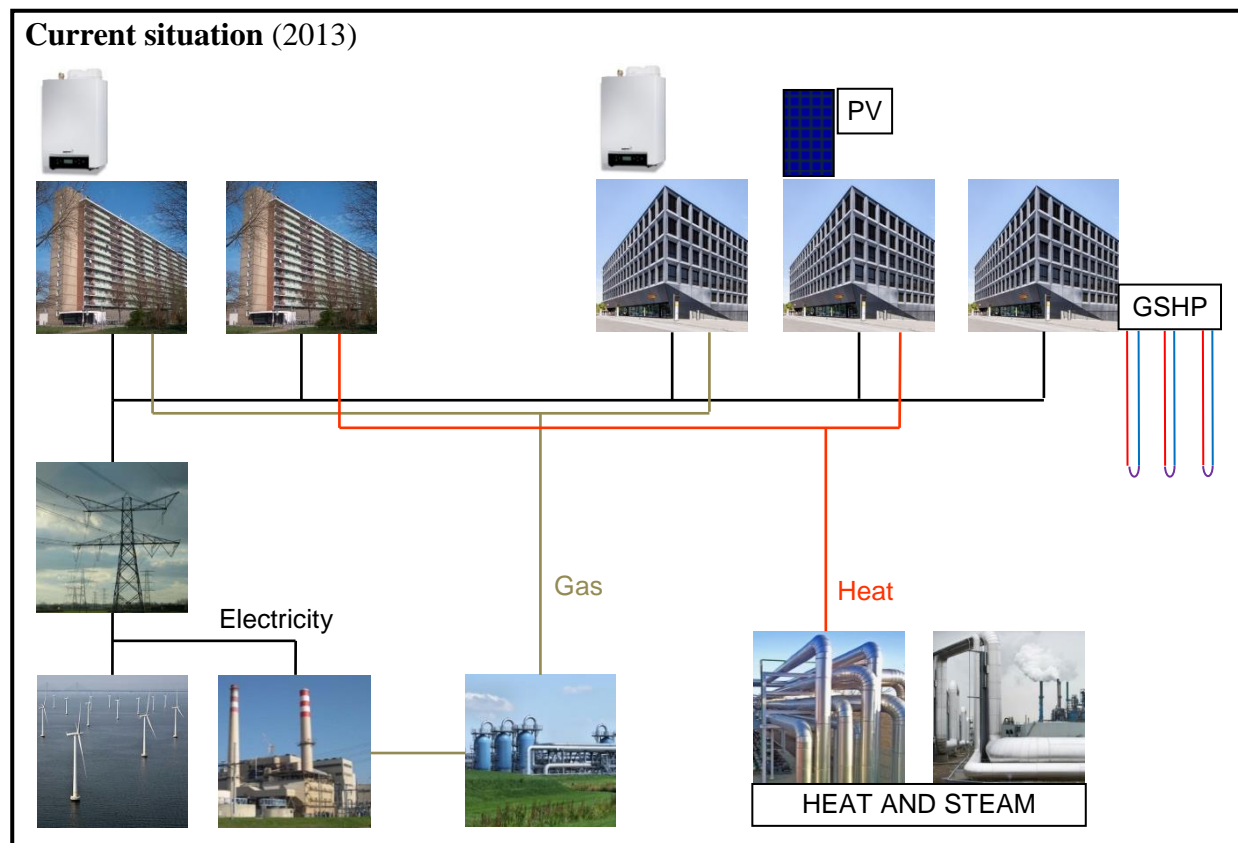 Current situation (2013)
PV
GSHP
Gas
Heat
Electricity
HEAT AND STEAM